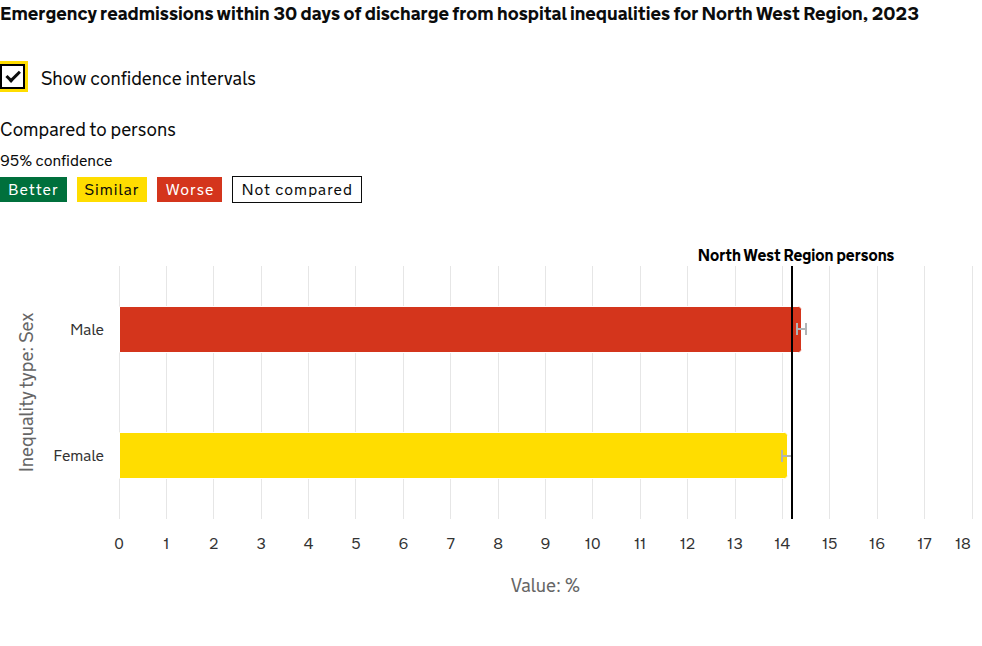 Emergency readmissions within 30 days of discharge from hospital inequalities for North West Region, 2023
Show confidence intervals
Compared to persons
95% confidence
Better Similar Worse Not compared
North West Region persons
Inequality type: Sex
Male
Female
0 1 2 3 4 5 6 7 8 9 10 11 12 13 14 15 16 17 18
Value: %